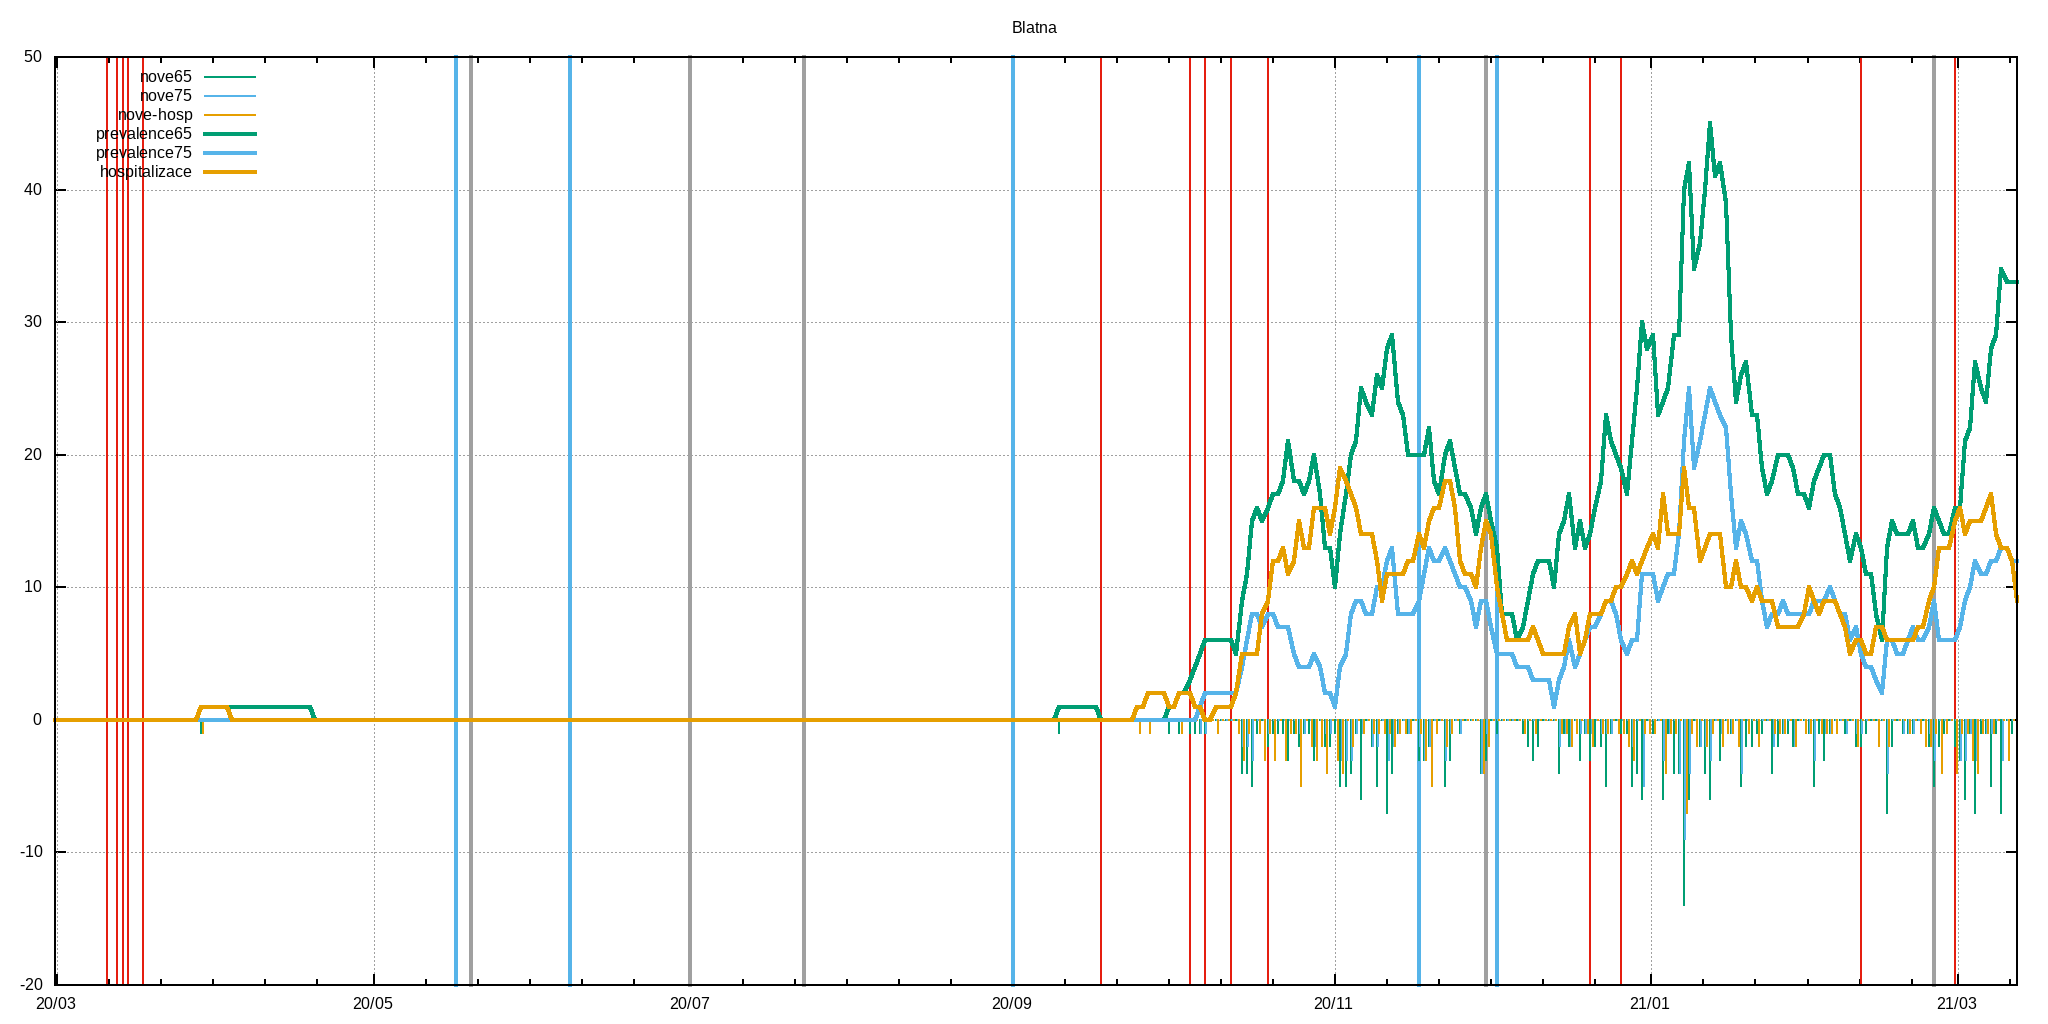 Blatna
50
nove65
nove75
nove-hosp
prevalence65
prevalence75
hospitalizace
40
30
20
10
0
-10
-20
20/03 20/05 20/07 20/09 20/11 21/01 21/03